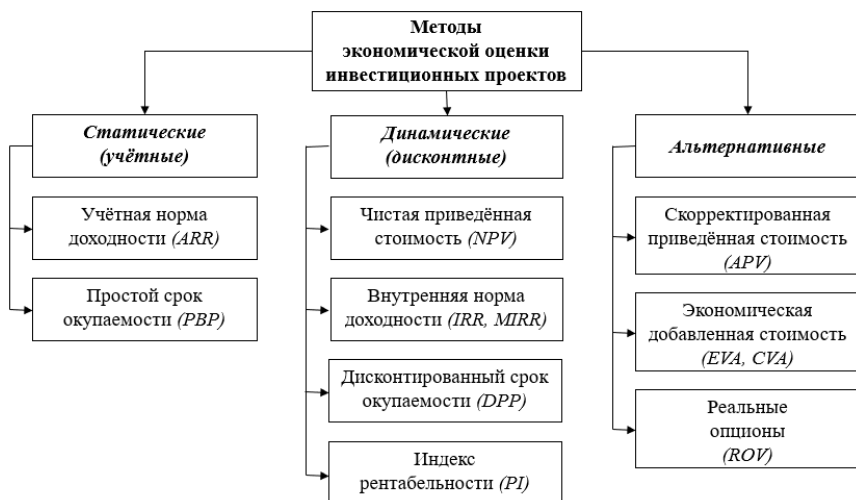 Методы
экономической оценки
инвестиционных проектов
Статические
(учётные)
Учётная норма
доходности (ARR)
Простой срок
окупаемости (PBP)
Динамические
(дисконтные)
Чистая приведённая
стоимость (NPV)
Внутренняя норма
доходности (IRR, MIRR)
Дисконтированный срок
окупаемости (DPP)
Индекс
рентабельности (PI)
Альтернативные
Скорректированная
приведённая стоимость
(APV)
Экономическая
добавленная стоимость
(EVA, CVA)
Реальные
опционы
(ROV)